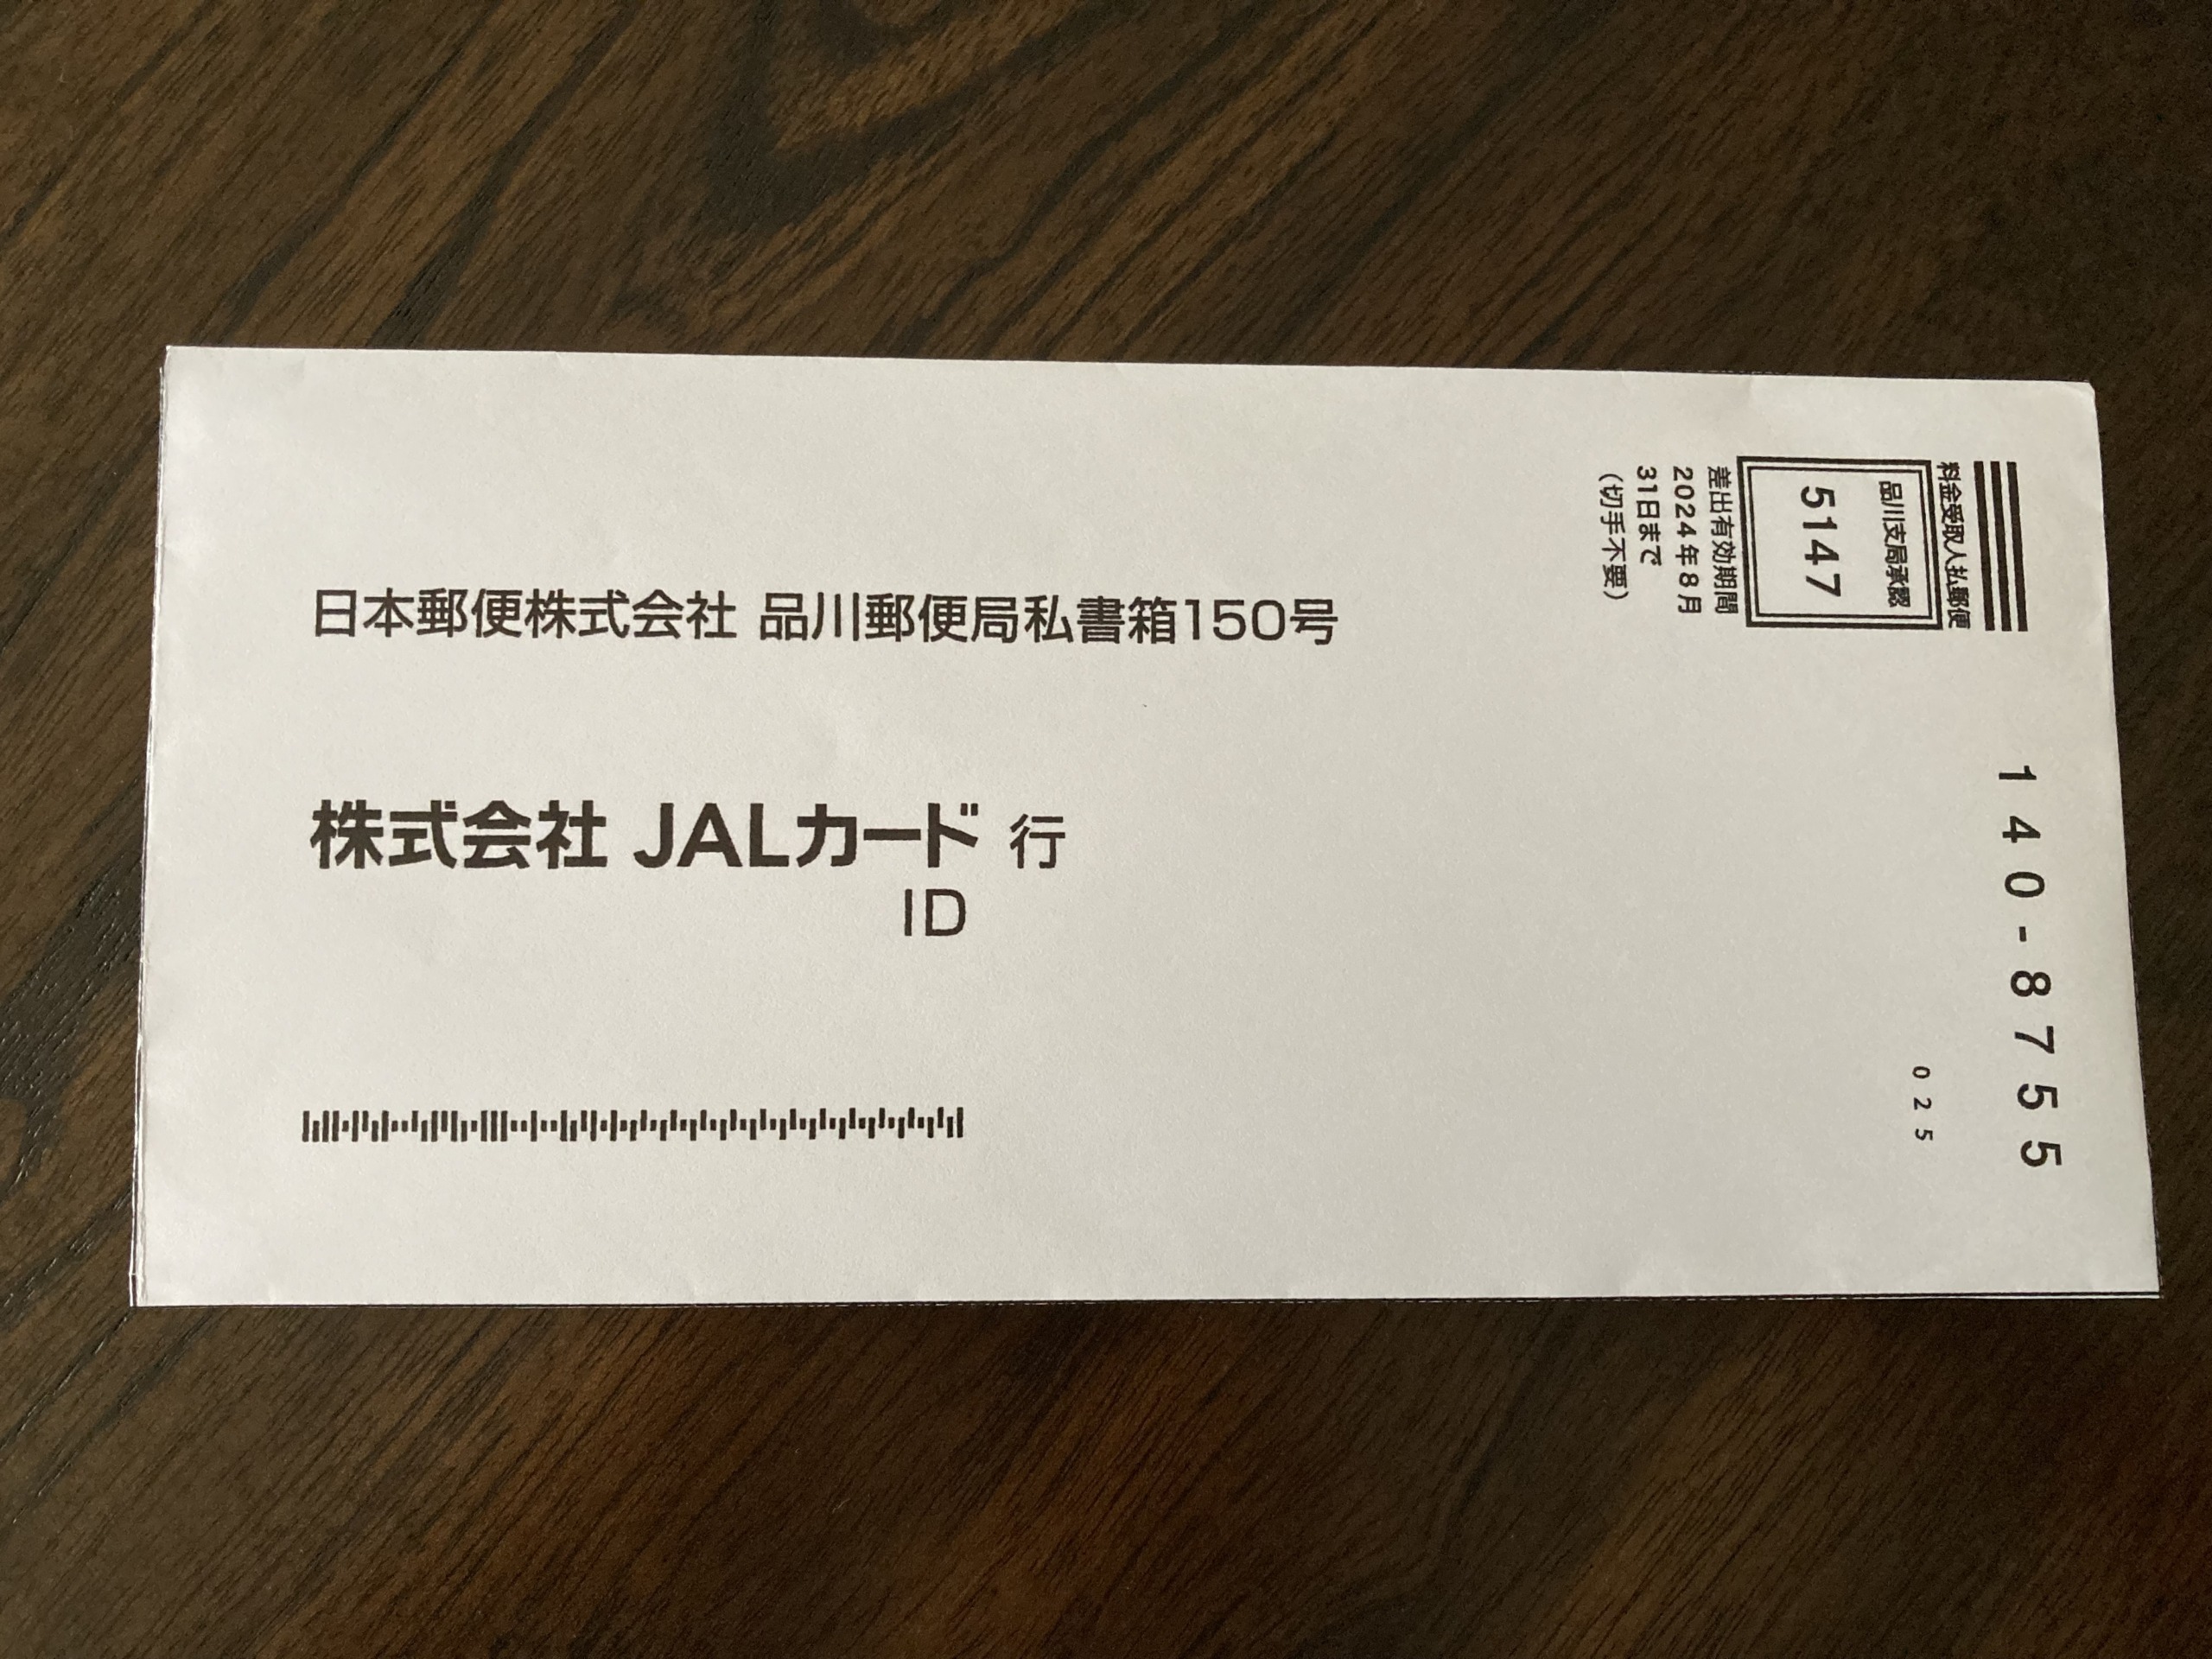 日本郵便株式会社 品川郵便局私書箱150号
株式会社 JALカード 行
ID
料金受取人払郵便
品川支局承認
5147
差出有効期間
2024年8月
31日まで
(切手不要)
140-8755
025